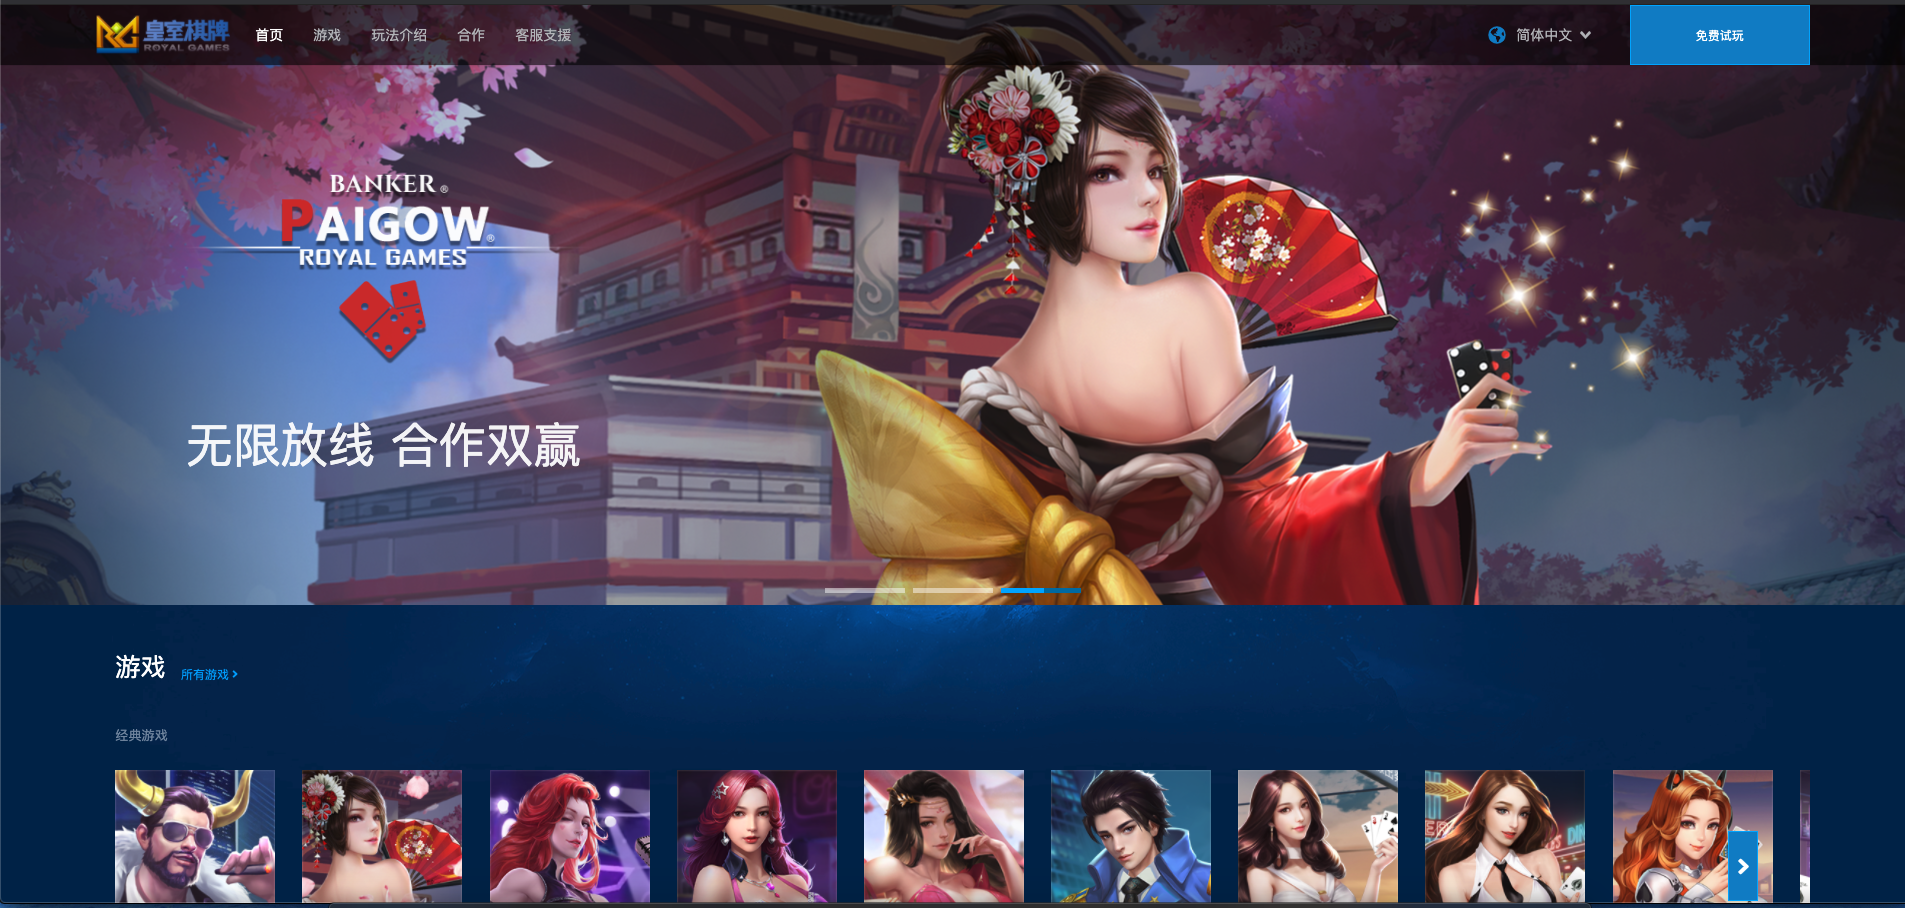 皇室棋牌
ROYAL GAMES
首页
游戏
玩法介绍
合作
客服支援
简体中文
免费试玩
BANKER®
PAIGOW®
ROYAL GAMES
无限放线 合作双赢
游戏
所有游戏
经典游戏